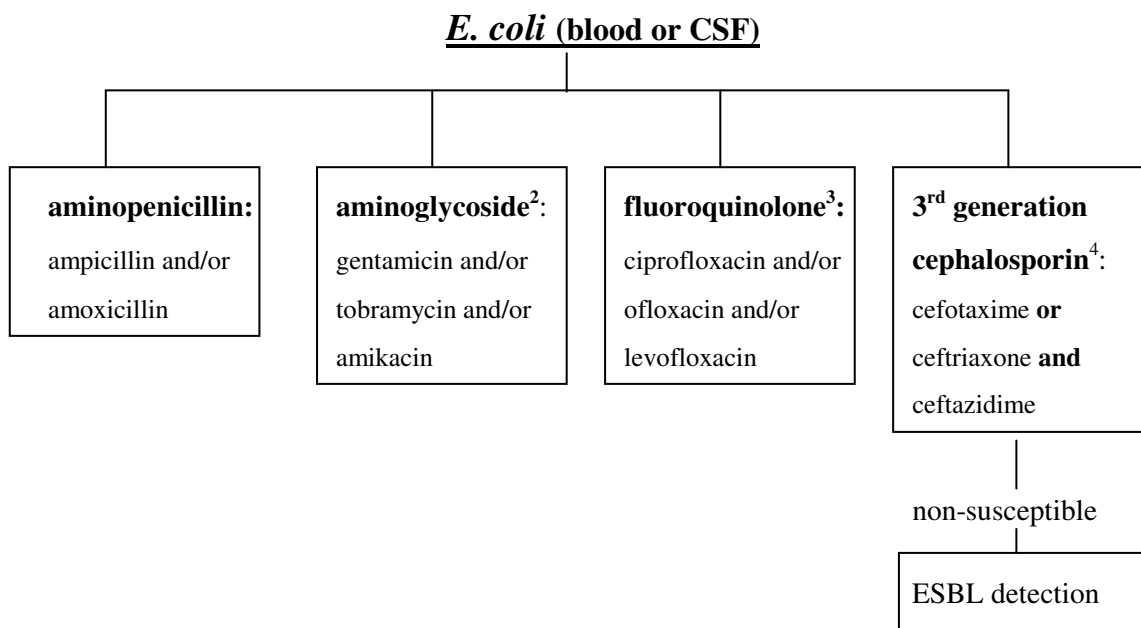 E. coli (blood or CSF)
aminopenicillin:
ampicillin and/or
amoxicillin
aminoglycoside²:
gentamicin and/or
tobramycin and/or
amikacin
fluoroquinolone³:
ciprofloxacin and/or
ofloxacin and/or
levofloxacin
3rd generation
cephalosporin⁴:
cefotaxime or
ceftriaxone and
ceftazidime
non-susceptible
ESBL detection